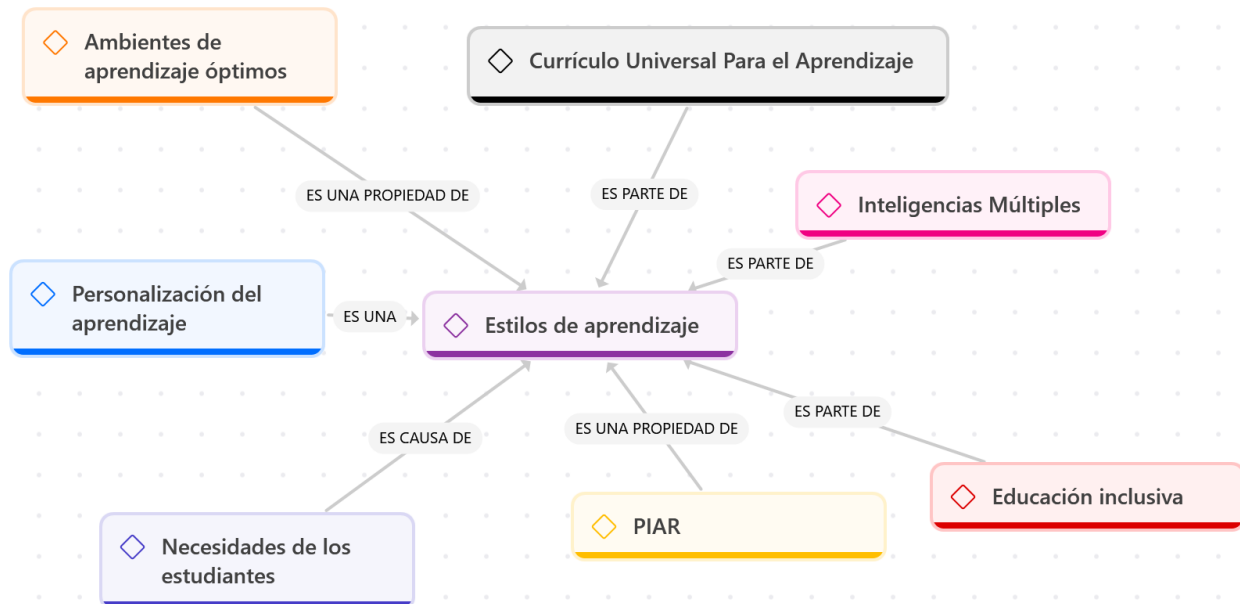 Ambientes de
aprendizaje óptimos
Currículo Universal Para el Aprendizaje
ES UNA PROPIEDAD DE
ES PARTE DE
Inteligencias Múltiples
ES PARTE DE
Personalización del
aprendizaje
ES UNA
Estilos de aprendizaje
ES CAUSA DE
ES UNA PROPIEDAD DE
ES PARTE DE
Educación inclusiva
PIAR
Necesidades de los
estudiantes